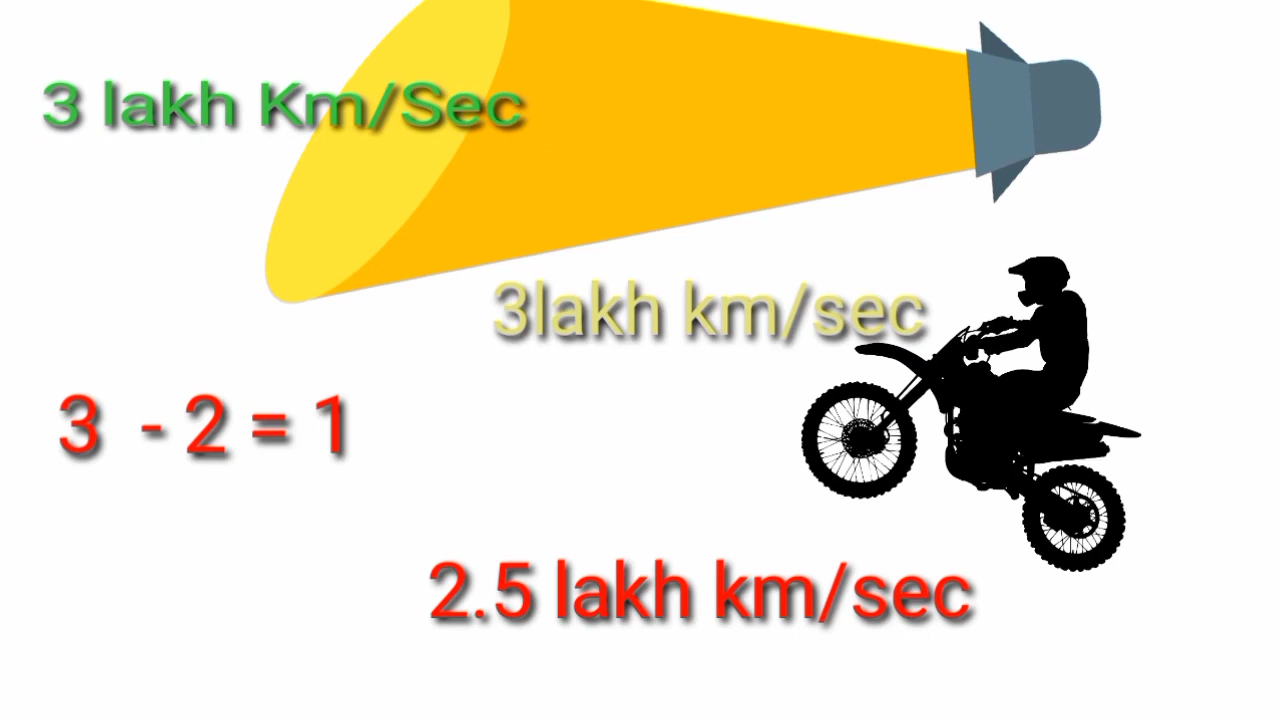 3 lakh Km/Sec
3lakh km/sec
3 - 2 = 1
2.5 lakh km/sec